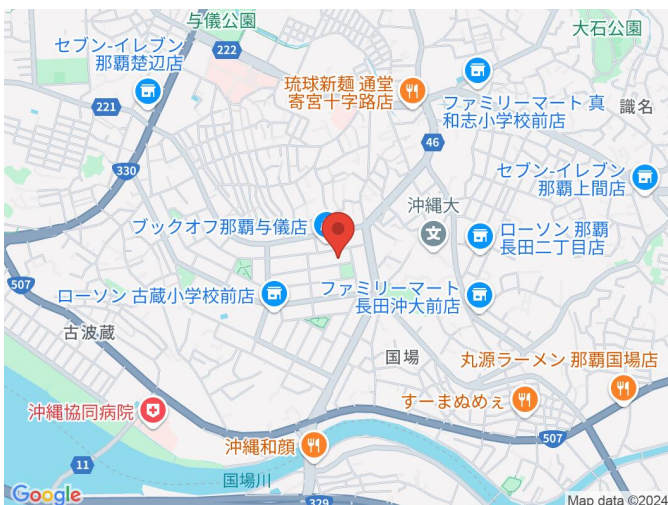 与儀公園
大石公園
セブン-イレブン
那覇楚辺店
222
琉球新麺 通堂
寄宮十字路店
221
ファミリーマート 真
和志小学校前店
識名
46
330
セブン-イレブン
那覇上間店
沖縄大
ブックオフ那覇与儀店
文
ローソン 那覇
長田二丁目店
507
ローソン 古蔵小学校前店
ファミリーマート
長田沖大前店
古波蔵
国場
丸源ラーメン 那覇国場店
すーまぬめぇ
沖縄協同病院
507
沖縄和顔
11
国場川
329
Google
Map data ©2024